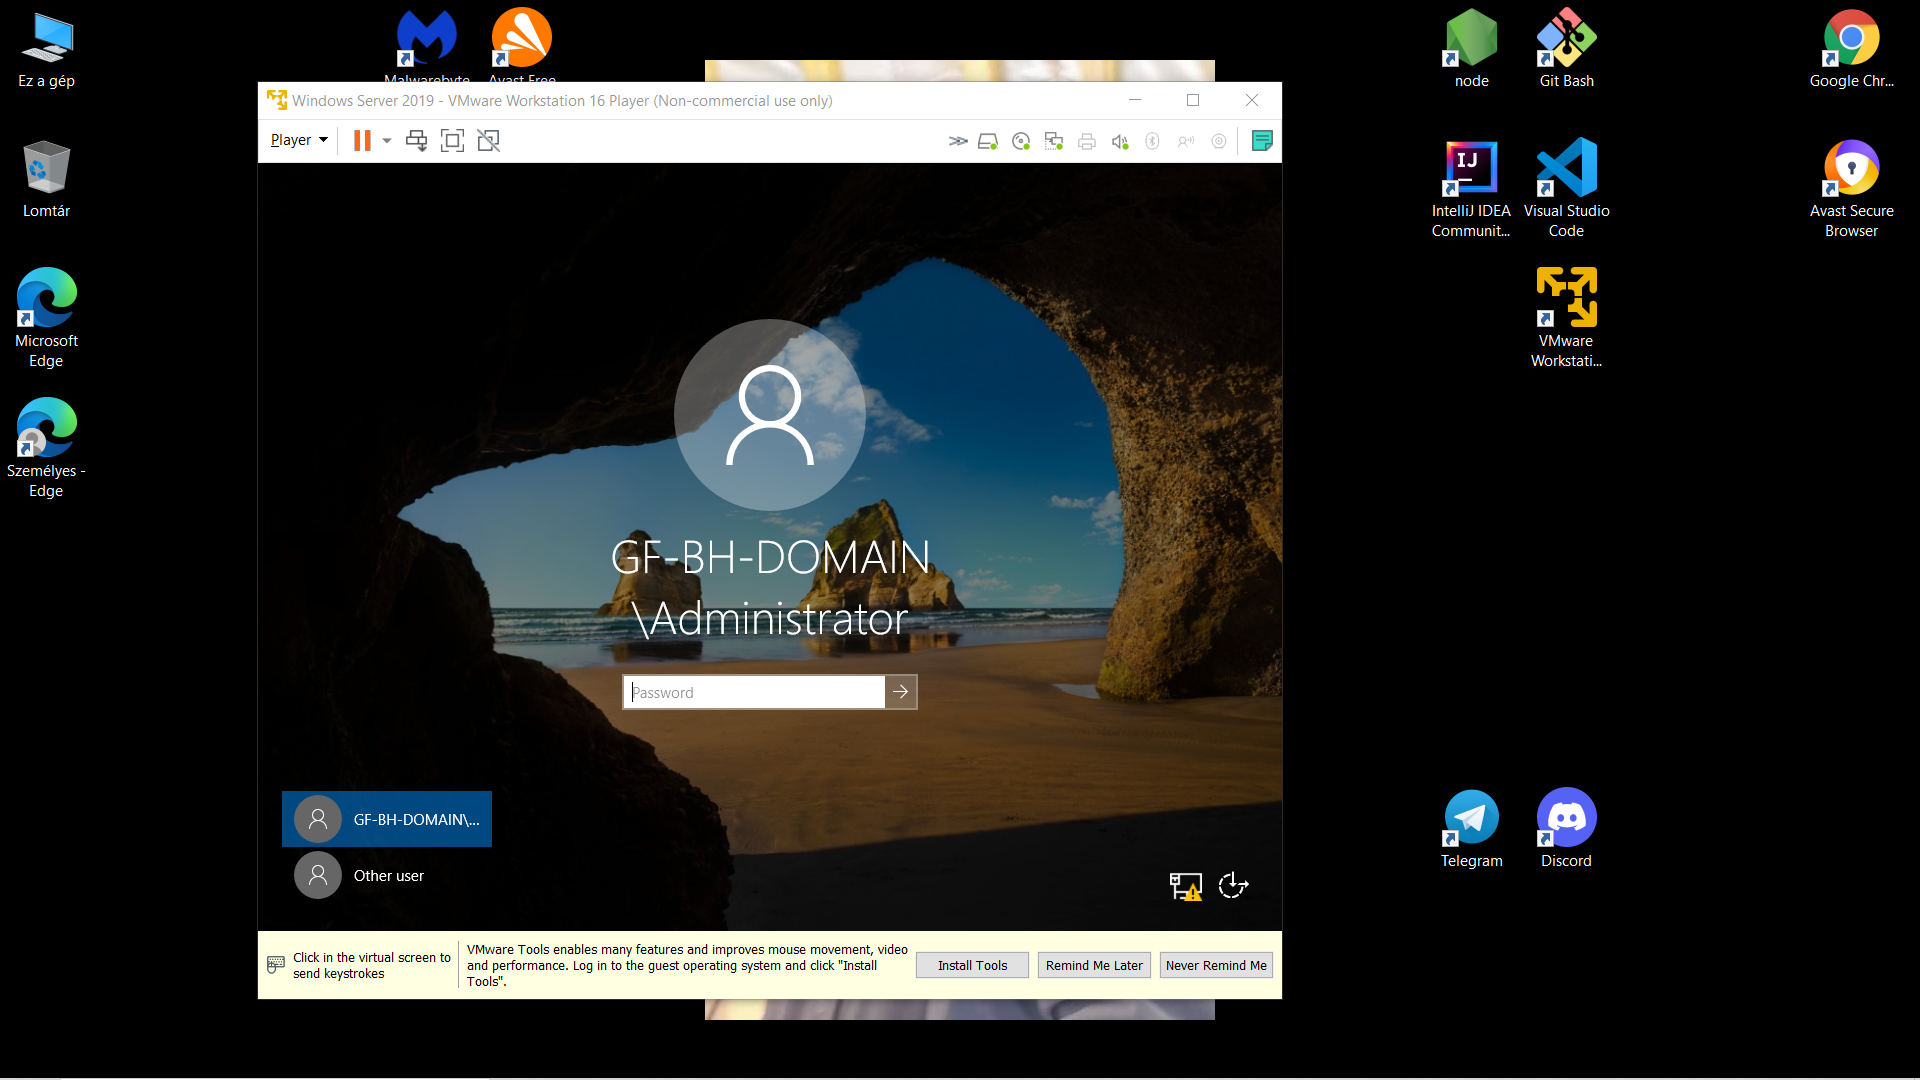 Ez a gép
Lomtár
Microsoft
Edge
Személyes -
Edge
Malwarebyte
Avast Free
Windows Server 2019 - VMware Workstation 16 Player (Non-commercial use only)
Player
GF-BH-DOMAIN
\Administrator
Password
GF-BH-DOMAIN\...
Other user
Click in the virtual screen to
send keystrokes
VMware Tools enables many features and improves mouse movement, video
and performance. Log in to the guest operating system and click "Install
Tools".
Install Tools
Remind Me Later
Never Remind Me
node
Git Bash
Google Chr...
IJ
IntelliJ IDEA
Communit...
Visual Studio
Code
Avast Secure
Browser
VMware
Workstati...
Telegram
Discord